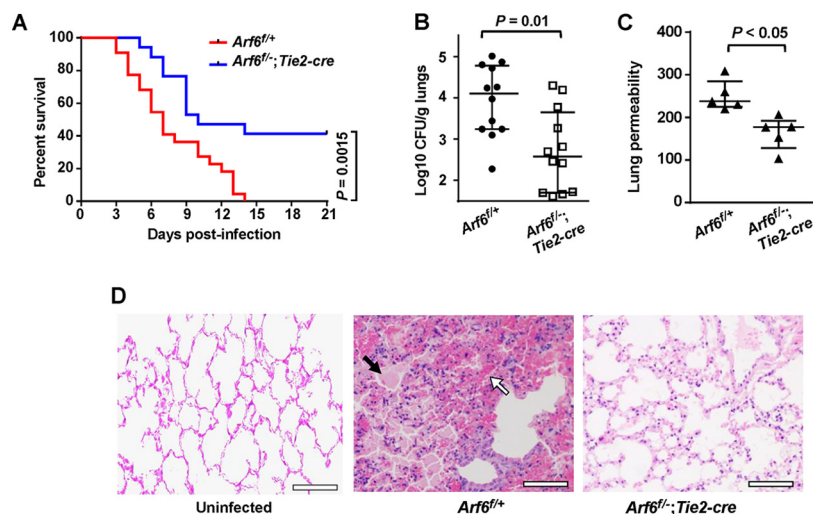 A
Arf6f/+
Arf6f/-;Tie2-cre
Percent survival
100
80
60
40
20
0
0 3 6 9 12 15 18 21
Days post-infection
P = 0.0015
B
P = 0.01
Log10 CFU/g lungs
5
4
3
2
Arf6f/+
Arf6f/-;
Tie2-cre
C
P < 0.05
Lung permeability
400
300
200
100
0
Arf6f/+
Arf6f/-;
Tie2-cre
D
Uninfected
Arf6f/+
Arf6f/-;Tie2-cre